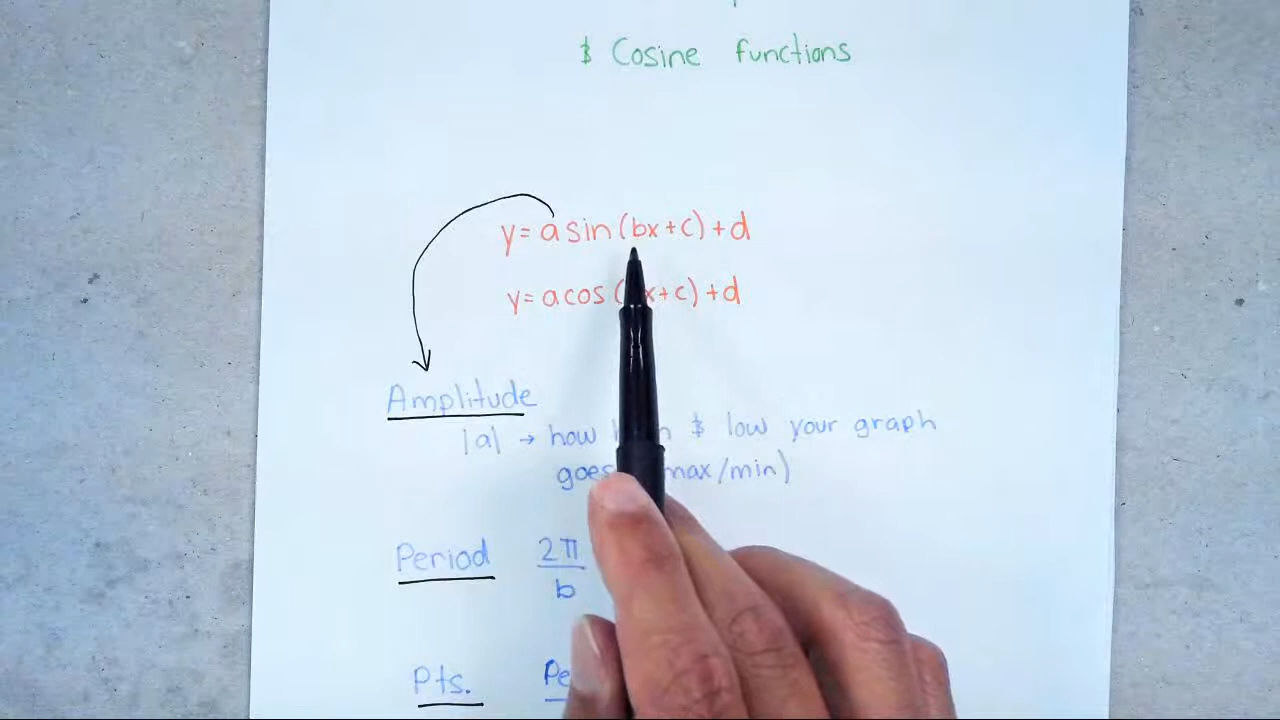 & Cosine functions
y= a sin (bx+c) +d
y= a cos ( x+c) +d
Amplitude
|a| → how & low your graph
goes max/min)
Period 2π
b
Pts.